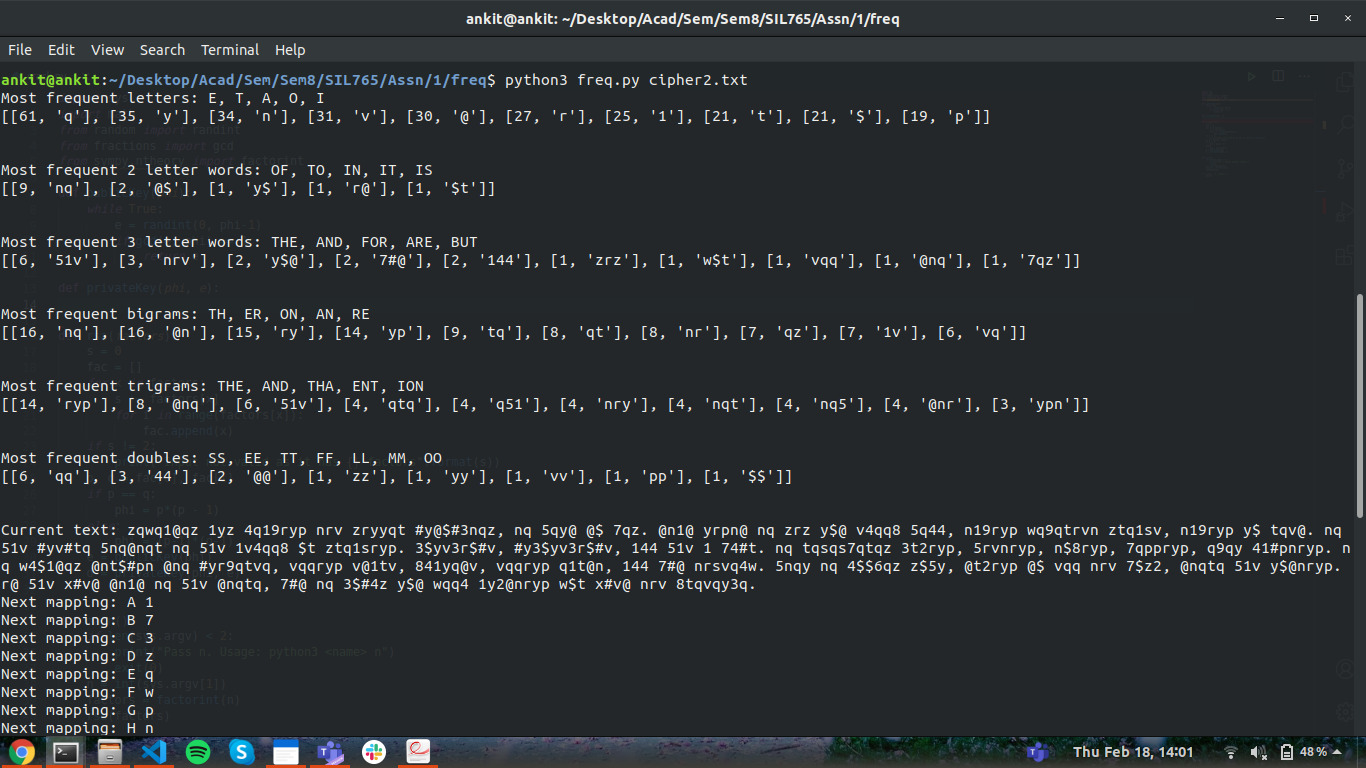 ankit@ankit: ~/Desktop/Acad/Sem/Sem8/SIL765/Assn/1/freq
File Edit View Search Terminal Help
ankit@ankit:~/Desktop/Acad/Sem/Sem8/SIL765/Assn/1/freq$ python3 freq.py cipher2.txt
Most frequent letters: E, T, A, O, I
[[61, 'q'], [35, 'y'], [34, 'n'], [31, 'v'], [30, '@'], [27, 'r'], [25, '1'], [21, 't'], [21, '$'], [19, 'p']]
Most frequent 2 letter words: OF, TO, IN, IT, IS
[[9, 'nq'], [2, '@$'], [1, 'y$'], [1, 'r@'], [1, '$t']]
Most frequent 3 letter words: THE, AND, FOR, ARE, BUT
[[6, '51v'], [3, 'nrv'], [2, 'y$@'], [2, '7#@'], [2, '144'], [1, 'zrz'], [1, 'w$t'], [1, 'vqq'], [1, '@nq'], [1, '7qz']]
Most frequent bigrams: TH, ER, ON, AN, RE
[[16, 'nq'], [16, '@n'], [15, 'ry'], [14, 'yp'], [9, 'tq'], [8, 'qt'], [8, 'nr'], [7, 'qz'], [7, '1v'], [6, 'vq']]
Most frequent trigrams: THE, AND, THA, ENT, ION
[[14, 'ryp'], [8, '@nq'], [6, '51v'], [4, 'qtq'], [4, 'q51'], [4, 'nry'], [4, 'nqt'], [4, 'nq5'], [4, '@nr'], [3, 'ypn']]
Most frequent doubles: SS, EE, TT, FF, LL, MM, OO
[[6, 'qq'], [3, '44'], [2, '@@'], [1, 'zz'], [1, 'yy'], [1, 'vv'], [1, 'pp'], [1, '$$']]
Current text: zqwq1@qz 1yz 4q19ryp nrv zryyqt #y@$#3nqz, nq 5qy@ @$ 7qz. @n1@ yrpn@ nq zrz y$@ v4qq8 5q44, n19ryp wq9qtrvn ztq1sv, n19ryp y$ tqv@. nq
51v #yv#tq 5nq@nqt nq 51v 1v4qq8 $t ztq1sryp. 3$yv3r$#v, #y3$yv3r$#v, 144 51v 1 74#t. nq tqsqs7qtqz 3t2ryp, 5rvnryp, n$8ryp, 7qppryp, q9qy 41#pnryp. n
q w4$1@qz @nt$#pn @nq #yr9qtvq, vqqryp v@1tv, 841yq@v, vqqryp q1t@n, 144 7#@ nrsvq4w. 5nqy nq 4$$6qz z$5y, @t2ryp @$ vqq nrv 7$z2, @nqtq 51v y$@nryp.
r@ 51v x#v@ @n1@ nq 51v @nqtq, 7#@ nq 3$#4z y$@ wqq4 1y2@nryp w$t x#v@ nrv 8tqvqy3q.
Next mapping: A 1
Next mapping: B 7
Next mapping: C 3
Next mapping: D z
Next mapping: E q
Next mapping: F w
Next mapping: G p
Next mapping: H n
Thu Feb 18, 14:01
48%